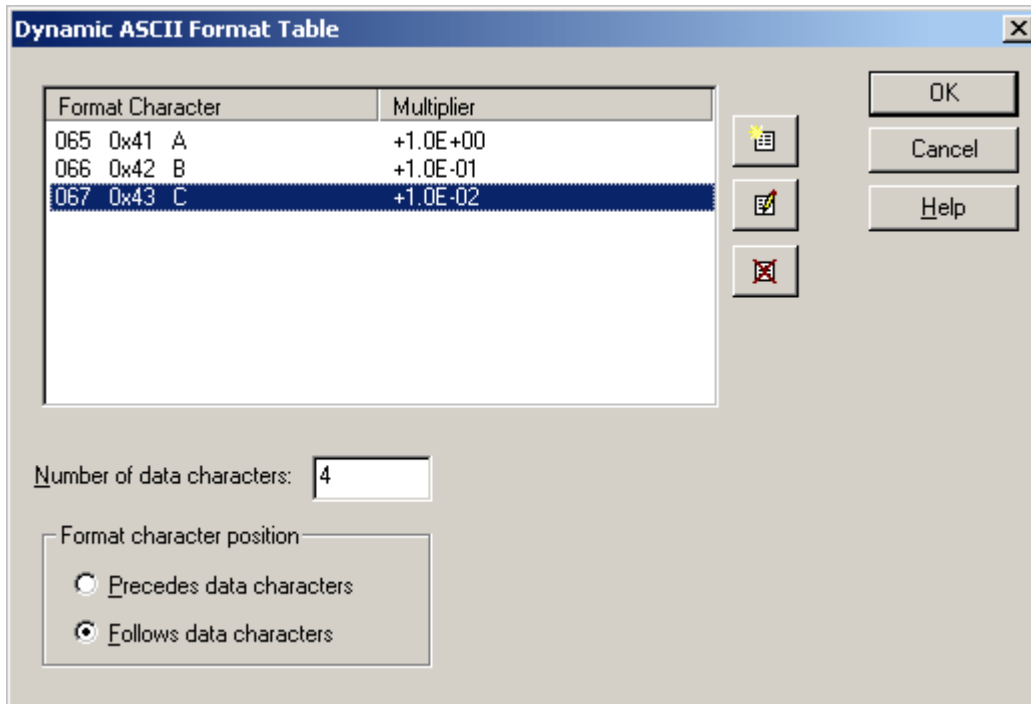 Dynamic ASCII Format Table
Format Character Multiplier
065 0x41 A +1.0E+00
066 0x42 B +1.0E-01
067 0x43 C +1.0E-02
OK
Cancel
Help
Number of data characters: 4
Format character position
Precedes data characters
Follows data characters